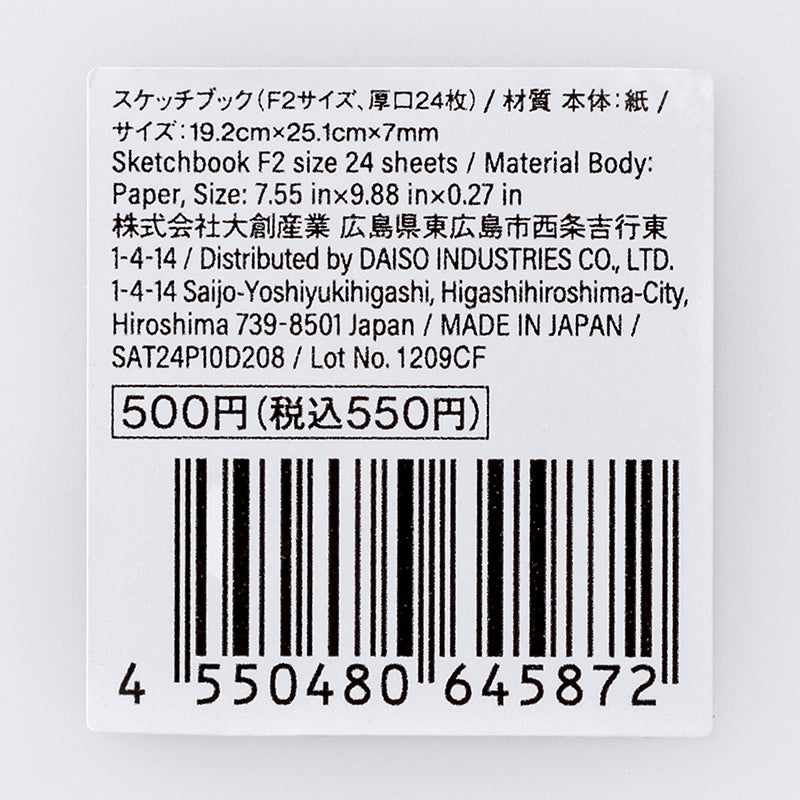 スケッチブック(F2サイズ、厚口24枚) / 材質 本体:紙 /
サイズ:19.2cm×25.1cm×7mm
Sketchbook F2 size 24 sheets / Material Body:
Paper, Size: 7.55 in×9.88 in×0.27 in
株式会社大創産業 広島県東広島市西条吉行東
1-4-14 / Distributed by DAISO INDUSTRIES CO., LTD.
1-4-14 Saijo-Yoshiyukihigashi, Higashihiroshima-City,
Hiroshima 739-8501 Japan / MADE IN JAPAN /
SAT24P10D208 / Lot No. 1209CF
500円(税込550円)
4 550480 645872